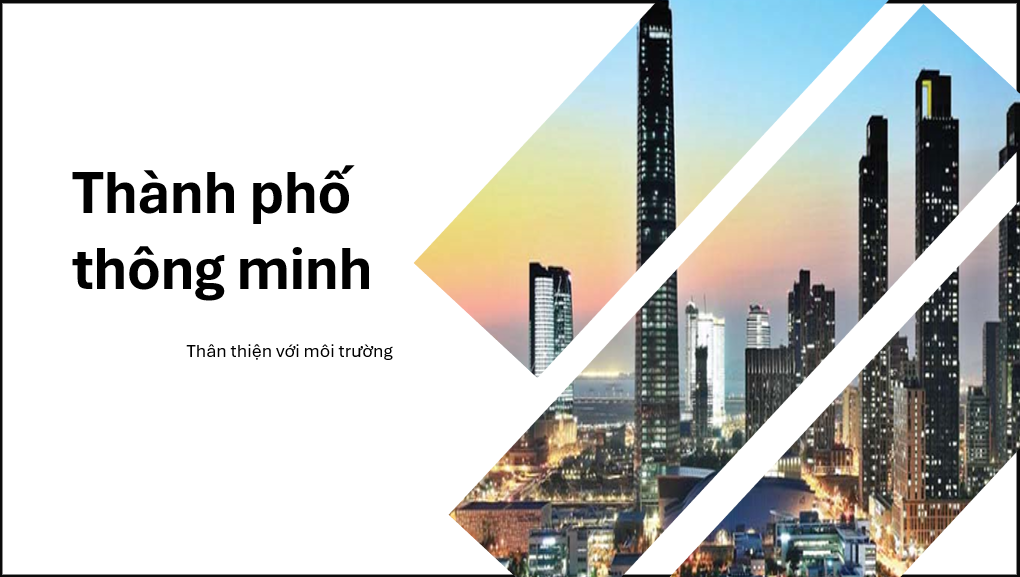 Thành phố
thông minh
Thân thiện với môi trường